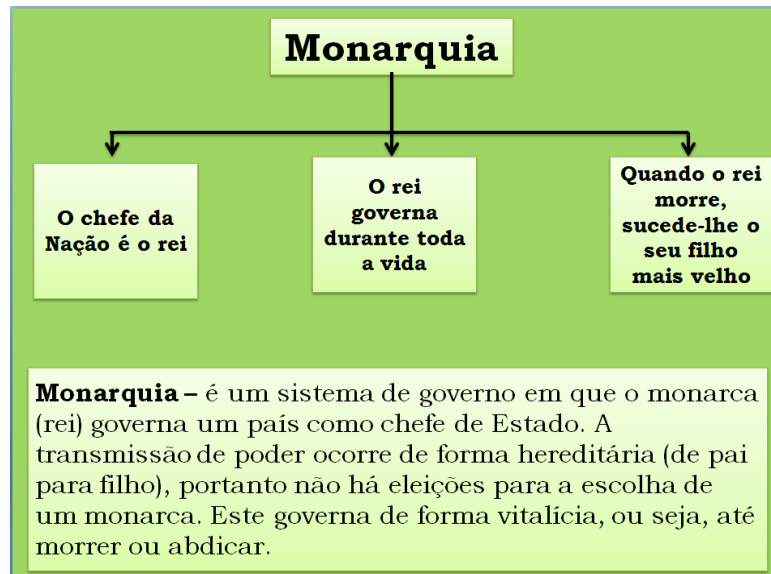 Monarquia
O chefe da
Nação é o rei
O rei
governa
durante toda
a vida
Quando o rei
morre,
sucede-lhe o
seu filho
mais velho
Monarquia – é um sistema de governo em que o monarca
(rei) governa um país como chefe de Estado. A
transmissão de poder ocorre de forma hereditária (de pai
para filho), portanto não há eleições para a escolha de
um monarca. Este governa de forma vitalícia, ou seja, até
morrer ou abdicar.